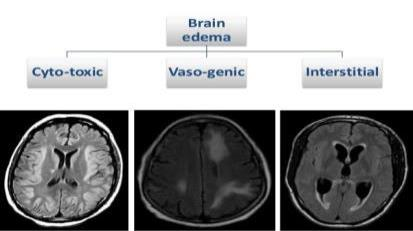 Brain
edema
Cyto-toxic
Vaso-genic
Interstitial